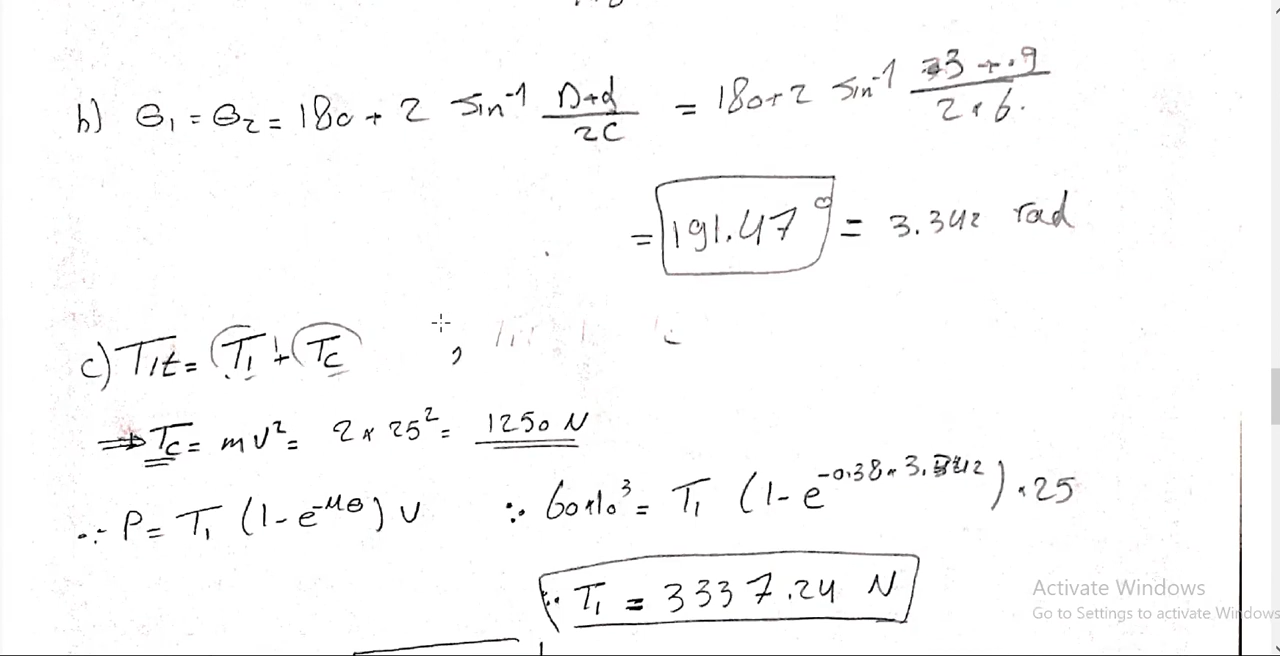 b) Θ₁ = Θ₂ = 180 + 2 sin⁻¹ (D+d)/(2C) = 180+2 sin⁻¹ (.3 + .9)/(2 × 6.)
= 191.47° = 3.342 rad
c) T₁t = T₁ + Tc ,
⇒ Tc = mv² = 2 × 25² = 1250 N
∴ P = T₁ (1 - e^-μΘ) v ∴ 60×10³ = T₁ (1 - e^-0.38×3.342) × 25
∴ T₁ = 3337.24 N
Activate Windows
Go to Settings to activate Windows